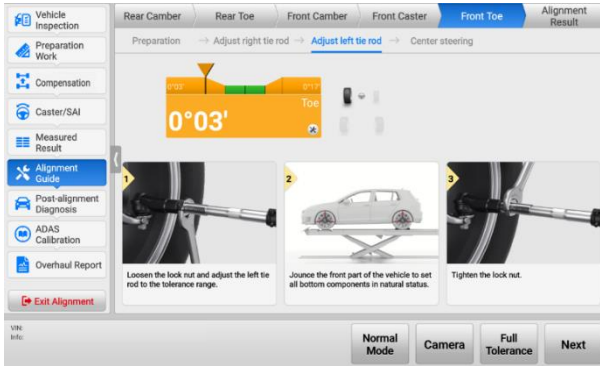 Vehicle
Inspection
Preparation
Work
Compensation
Caster/SAI
Measured
Result
Alignment
Guide
Post-alignment
Diagnosis
ADAS
Calibration
Overhaul Report
Exit Alignment
Rear Camber
Rear Toe
Front Camber
Front Caster
Front Toe
Alignment
Result
Preparation → Adjust right tie rod → Adjust left tie rod → Center steering
0°03' 0°17'
Toe
0°03'
1
Loosen the lock nut and adjust the left tie
rod to the tolerance range.
2
Jounce the front part of the vehicle to set
all bottom components in natural status.
3
Tighten the lock nut.
VIN:
Info:
Normal
Mode
Camera
Full
Tolerance
Next